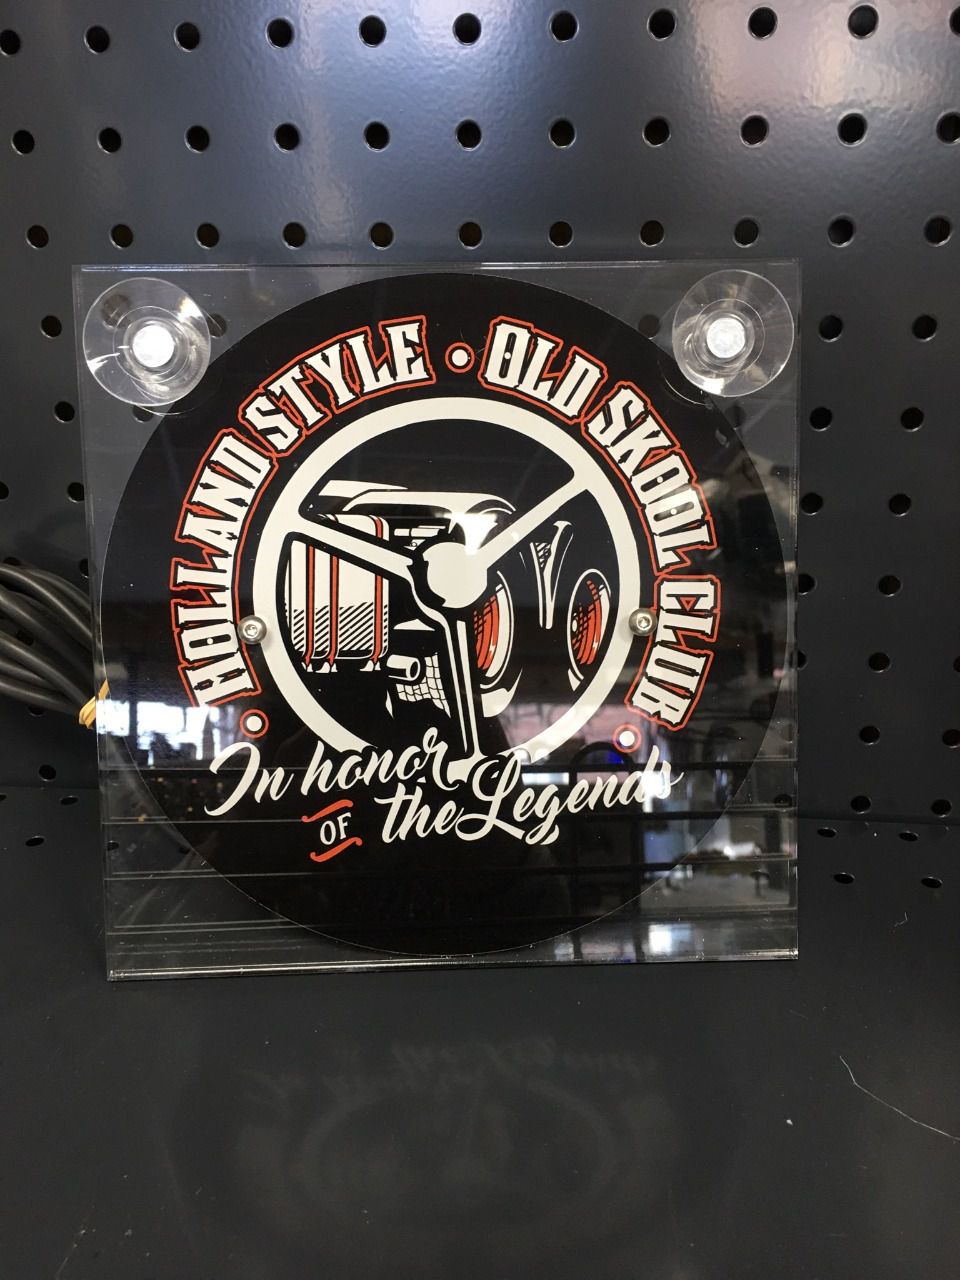 HOLLAND STYLE • OLD SKOOL CLUB
In honor
OF the Legends